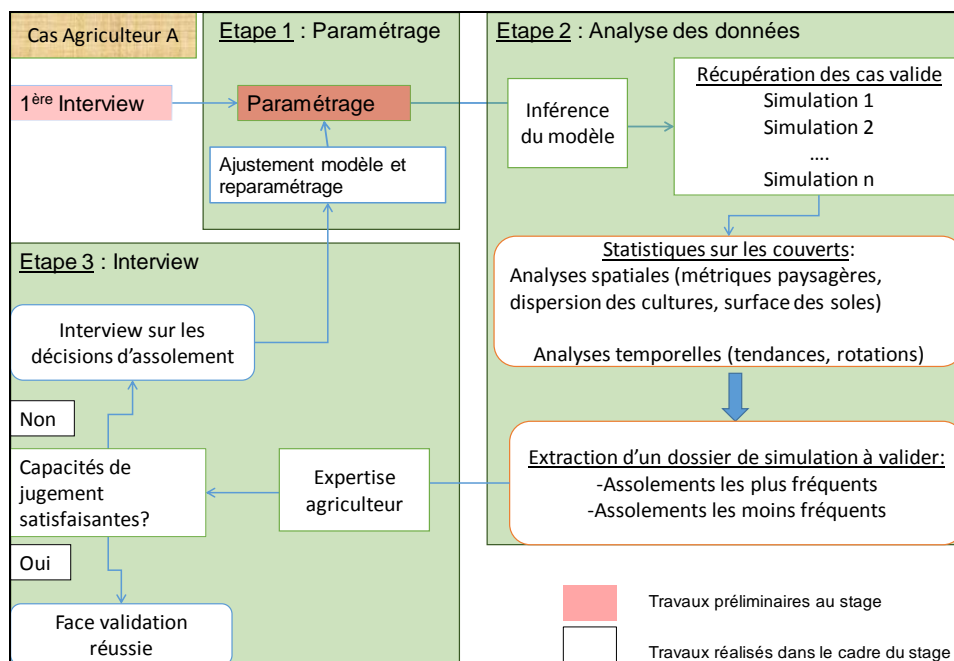 Cas Agriculteur A
Etape 1 : Paramétrage
Etape 2 : Analyse des données
1ère Interview
Paramétrage
Ajustement modèle et
reparamétrage
Inférence
du modèle
Récupération des cas valide
Simulation 1
Simulation 2
....
Simulation n
Statistiques sur les couverts:
Analyses spatiales (métriques paysagères,
dispersion des cultures, surface des soles)
Analyses temporelles (tendances, rotations)
Extraction d'un dossier de simulation à valider:
-Assolements les plus fréquents
-Assolements les moins fréquents
Etape 3 : Interview
Interview sur les
décisions d'assolement
Non
Capacités de
jugement
satisfaisantes?
Expertise
agriculteur
Oui
Face validation
réussie
Travaux préliminaires au stage
Travaux réalisés dans le cadre du stage